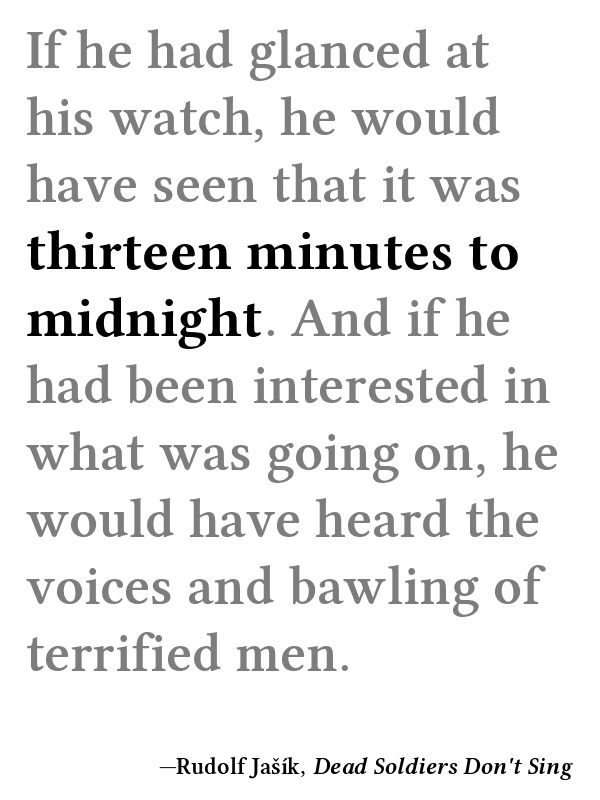 If he had glanced at
his watch, he would
have seen that it was
thirteen minutes to
midnight. And if he
had been interested in
what was going on, he
would have heard the
voices and bawling of
terrified men.
—Rudolf Jašík, Dead Soldiers Don't Sing